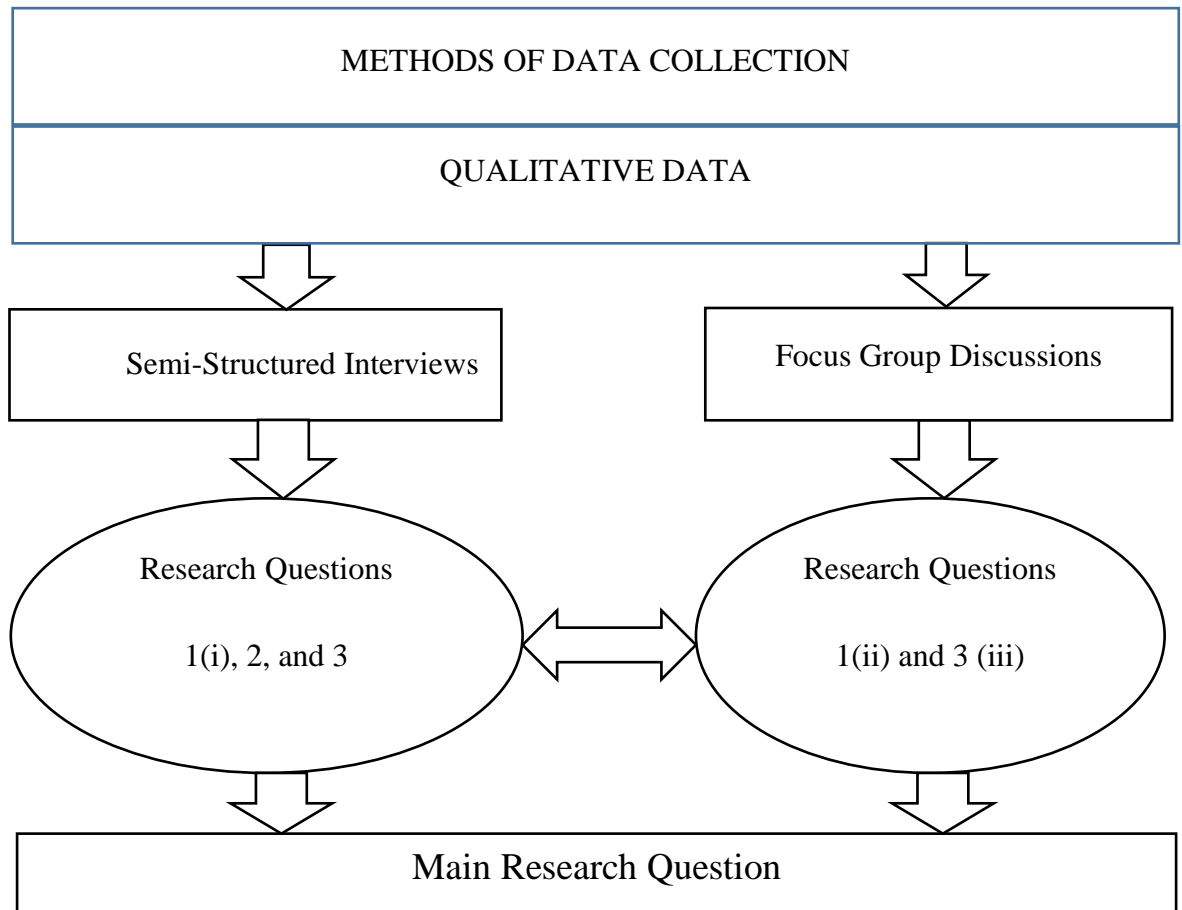 METHODS OF DATA COLLECTION
QUALITATIVE DATA
Semi-Structured Interviews
Focus Group Discussions
Research Questions
1(i), 2, and 3
Research Questions
1(ii) and 3 (iii)
Main Research Question